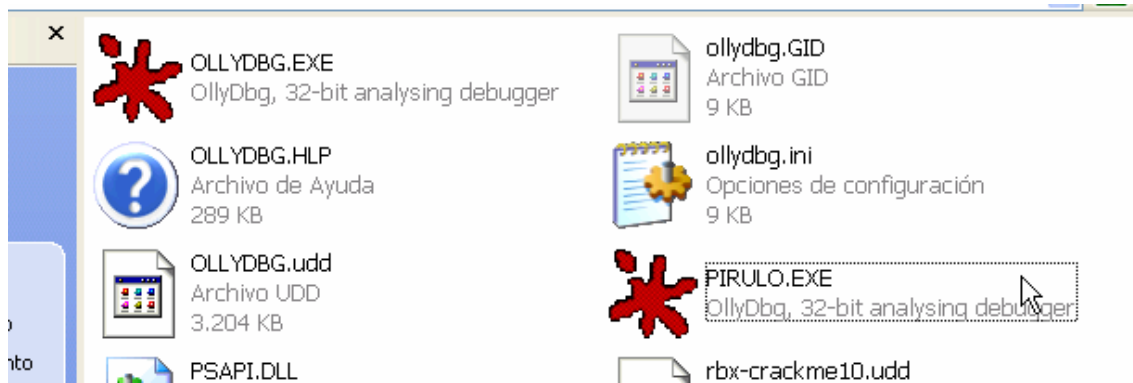 OLLYDBG.EXE
OllyDbg, 32-bit analysing debugger
ollydbg.GID
Archivo GID
9 KB
OLLYDBG.HLP
Archivo de Ayuda
289 KB
ollydbg.ini
Opciones de configuración
9 KB
OLLYDBG.udd
Archivo UDD
3.204 KB
PIRULO.EXE
OllyDbg, 32-bit analysing debugger
PSAPI.DLL
rbx-crackme10.udd